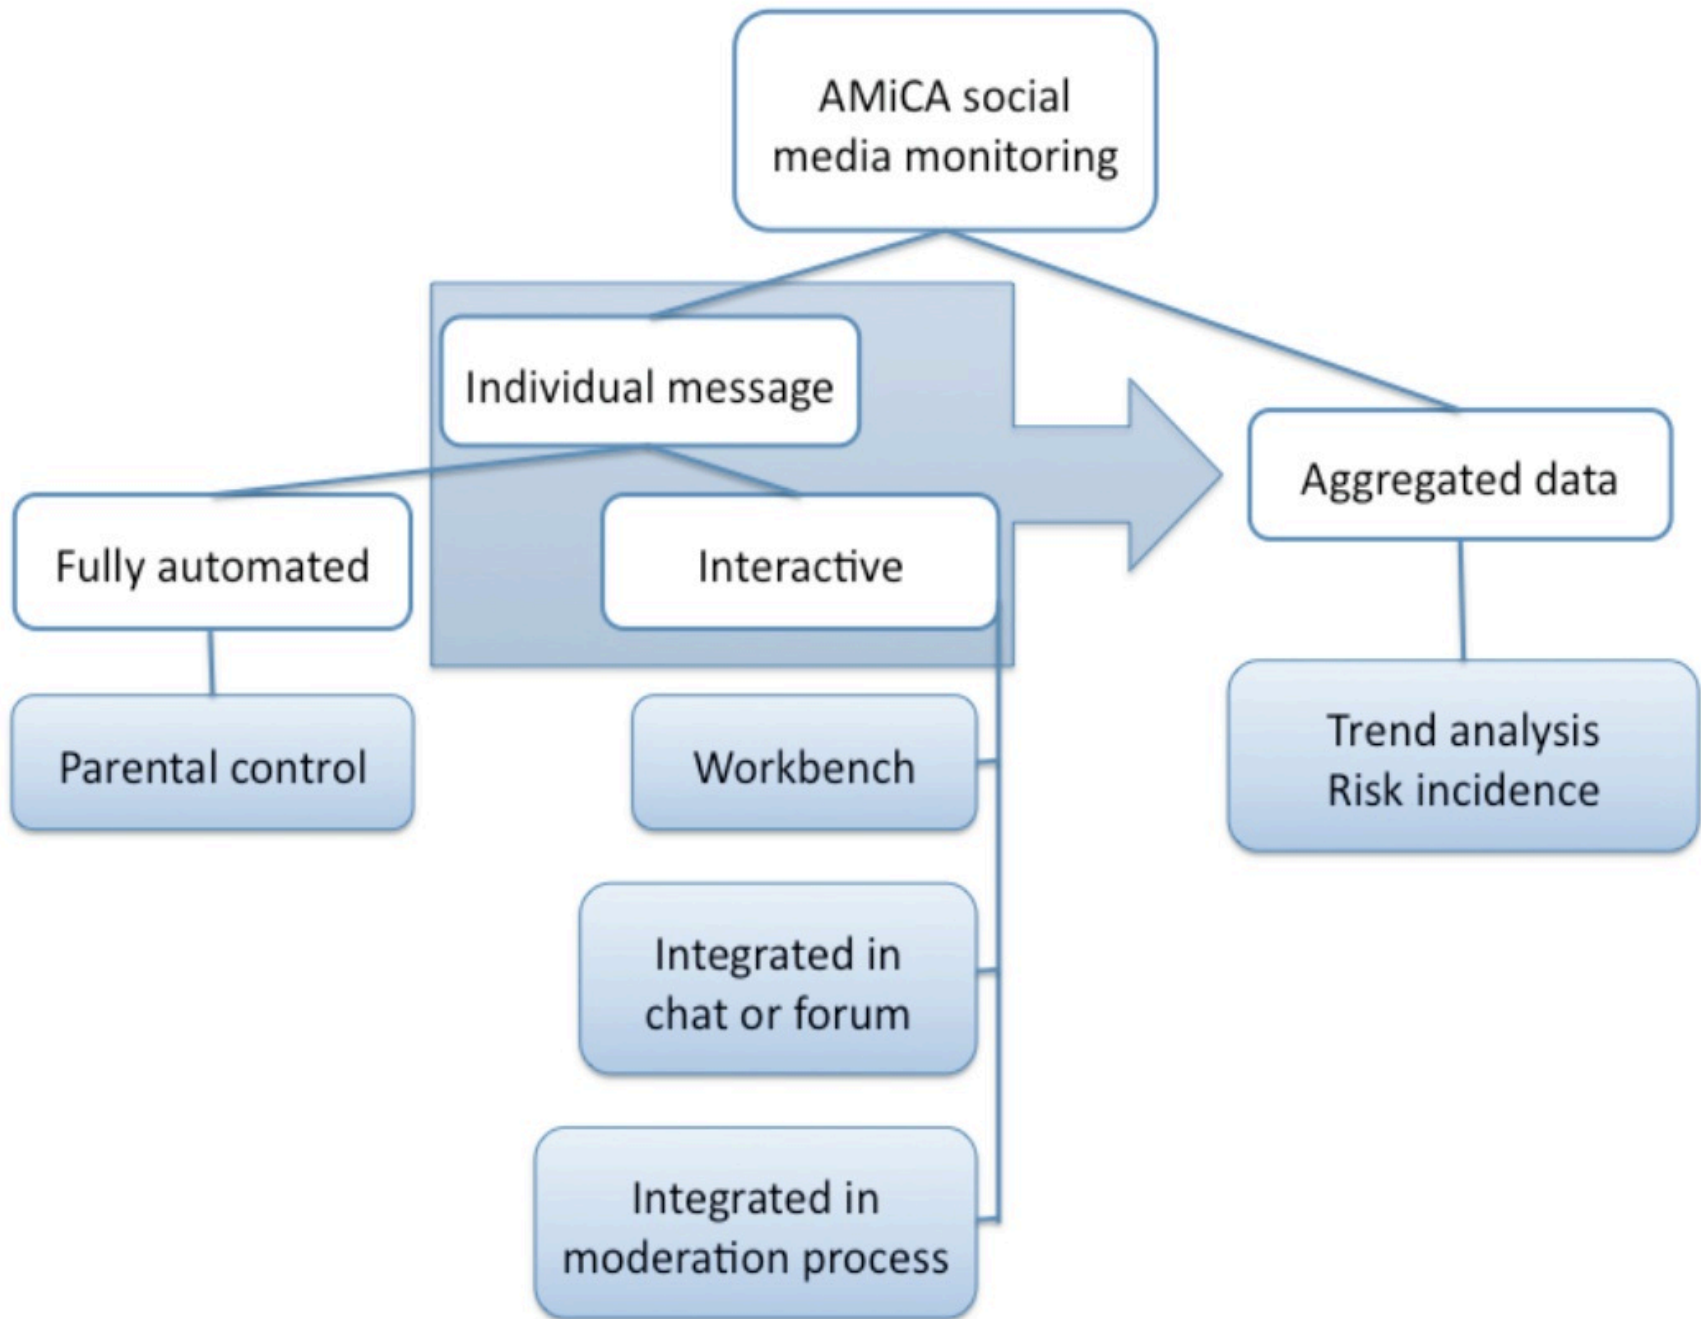 AMiCA social
media monitoring
Individual message
Aggregated data
Fully automated
Interactive
Parental control
Workbench
Trend analysis
Risk incidence
Integrated in
chat or forum
Integrated in
moderation process